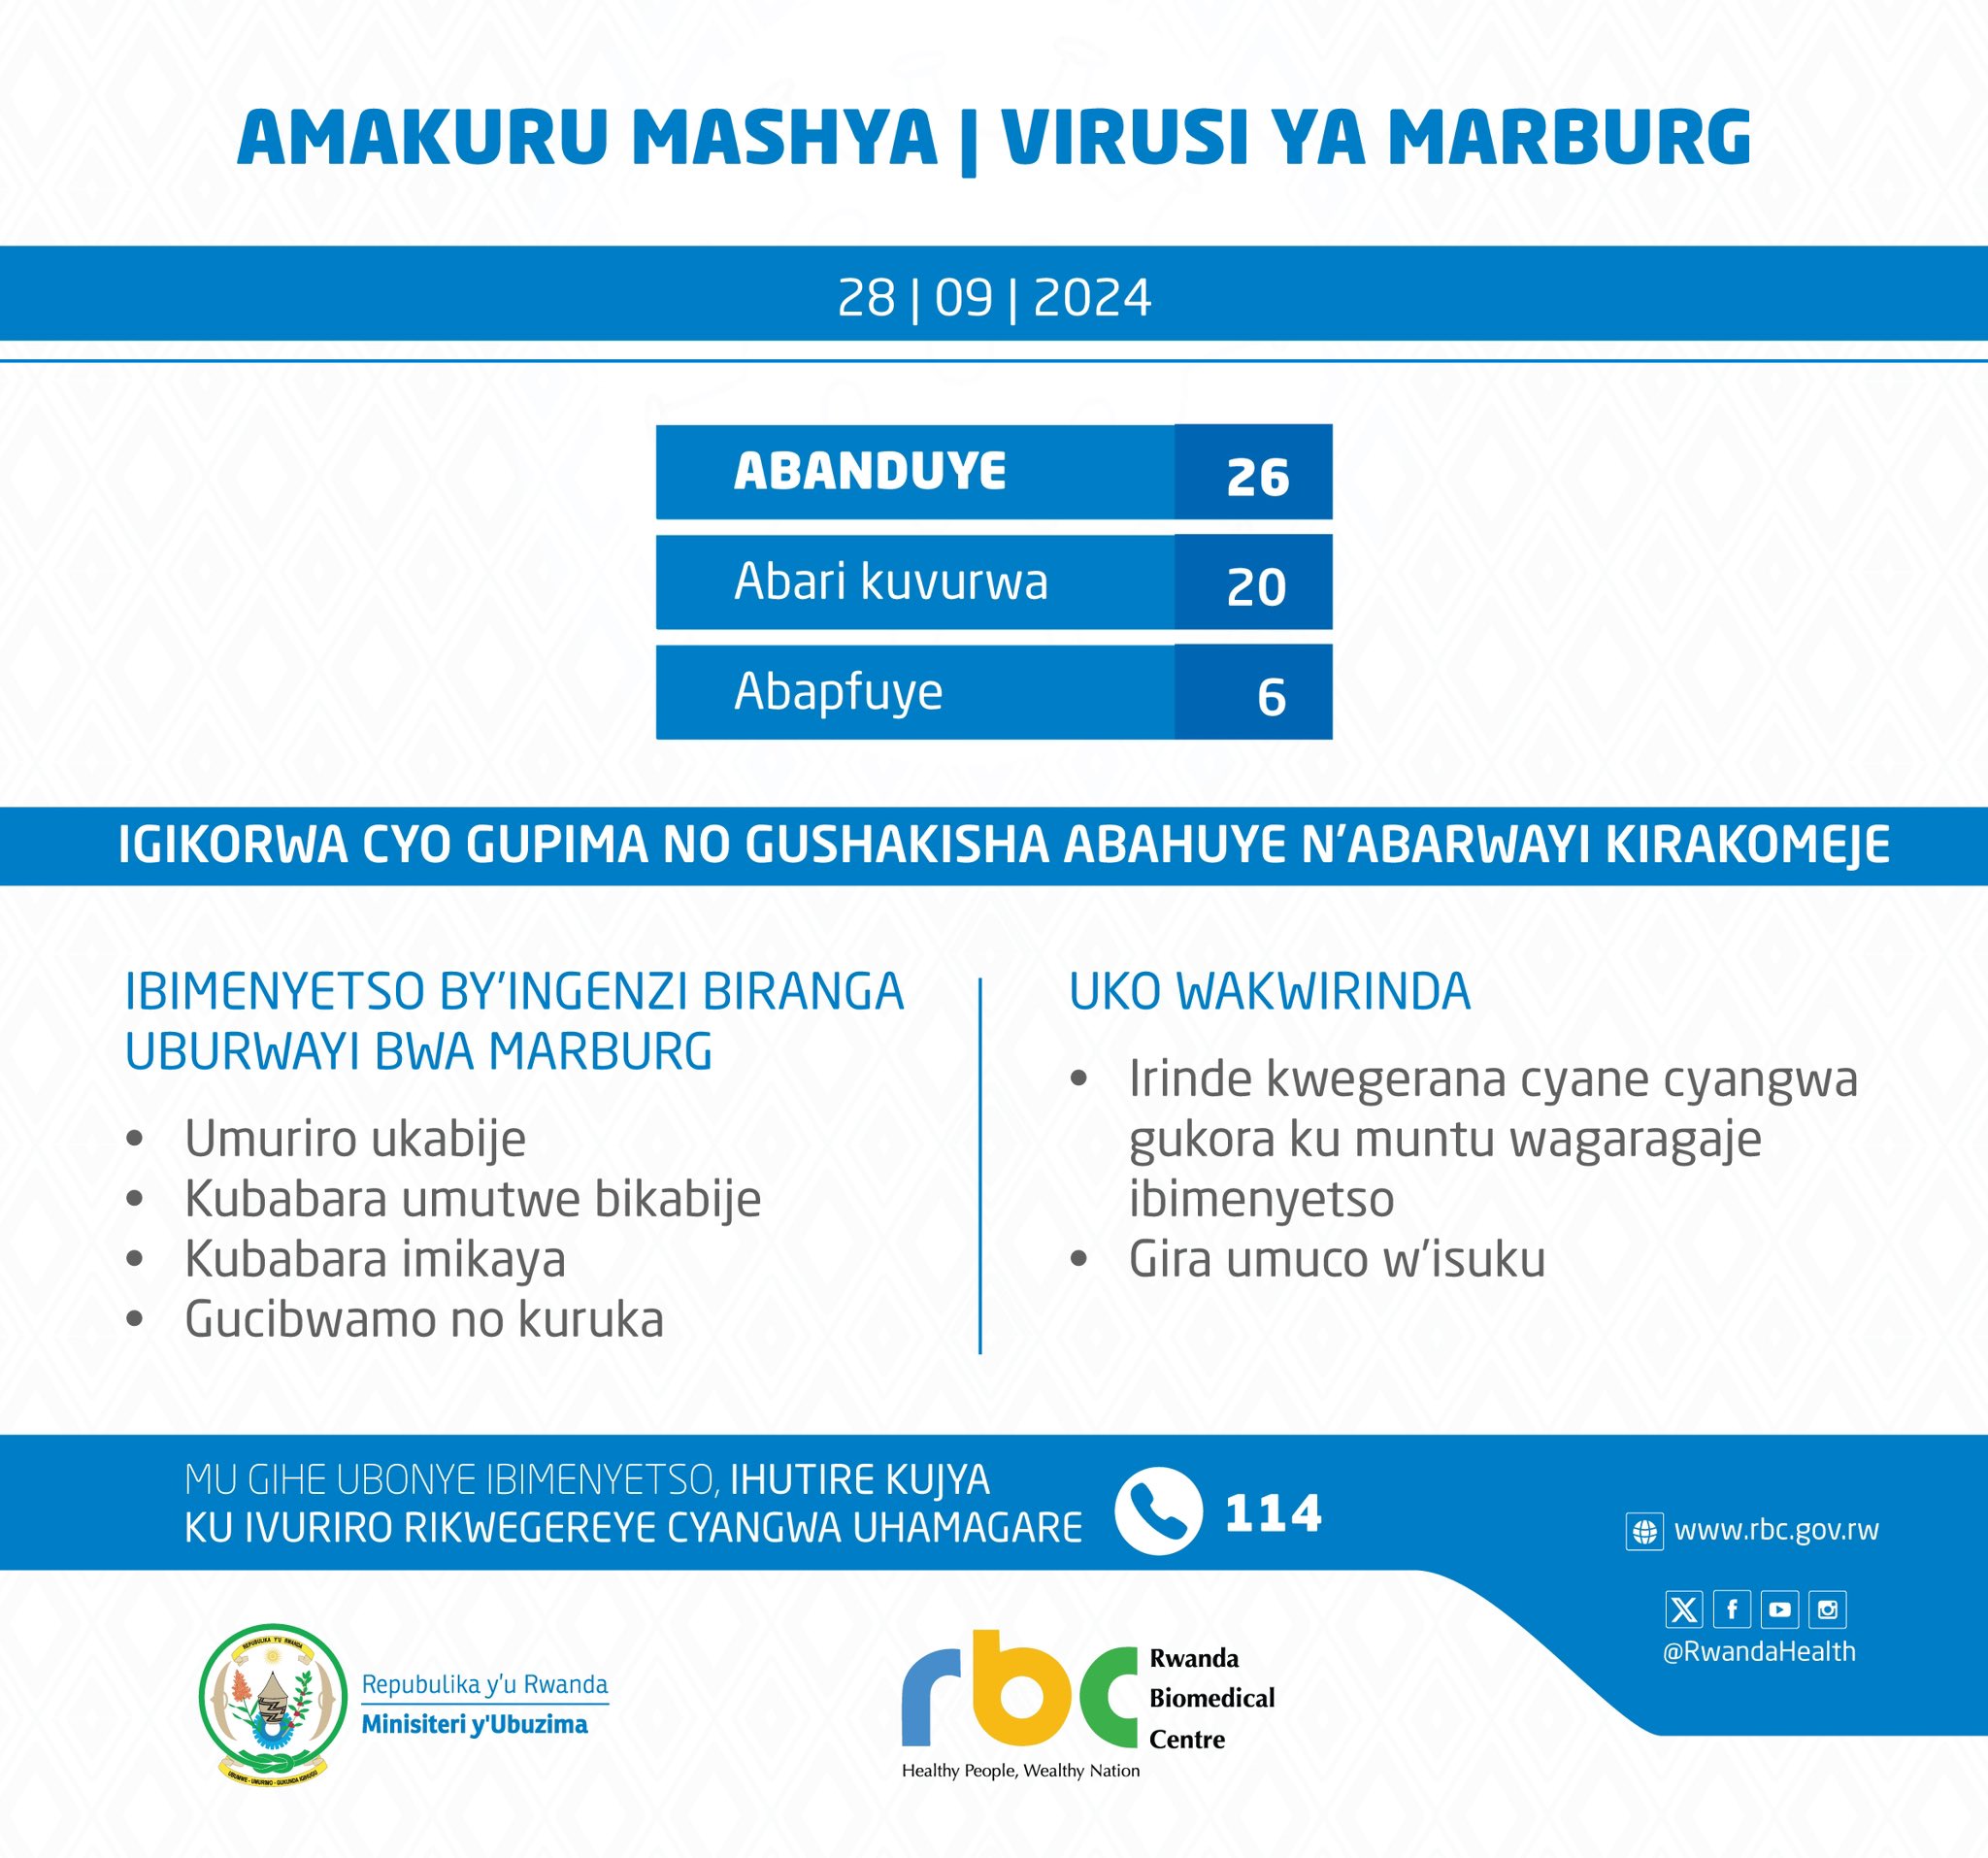 AMAKURU MASHYA | VIRUSI YA MARBURG
28 | 09 | 2024
ABANDUYE 26
Abari kuvurwa 20
Abapfuye 6
IGIKORWA CYO GUPIMA NO GUSHAKISHA ABAHUYE N'ABARWAYI KIRAKOMEJE
IBIMENYETSO BY'INGENZI BIRANGA
UBURWAYI BWA MARBURG
• Umuriro ukabije
• Kubabara umutwe bikabije
• Kubabara imikaya
• Gucibwamo no kuruka
UKO WAKWIRINDA
• Irinde kwegerana cyane cyangwa
gukora ku muntu wagaragaje
ibimenyetso
• Gira umuco w'isuku
MU GIHE UBONYE IBIMENYETSO, IHUTIRE KUJYA
KU IVURIRO RIKWEGEREYE CYANGWA UHAMAGARE
114
www.rbc.gov.rw
@RwandaHealth
REPUBULIKA Y'U RWANDA
UBUMWE - UMURIMO - GUKUNDA IGIHUGU
Repubulika y'u Rwanda
Minisiteri y'Ubuzima
rbc
Rwanda
Biomedical
Centre
Healthy People, Wealthy Nation